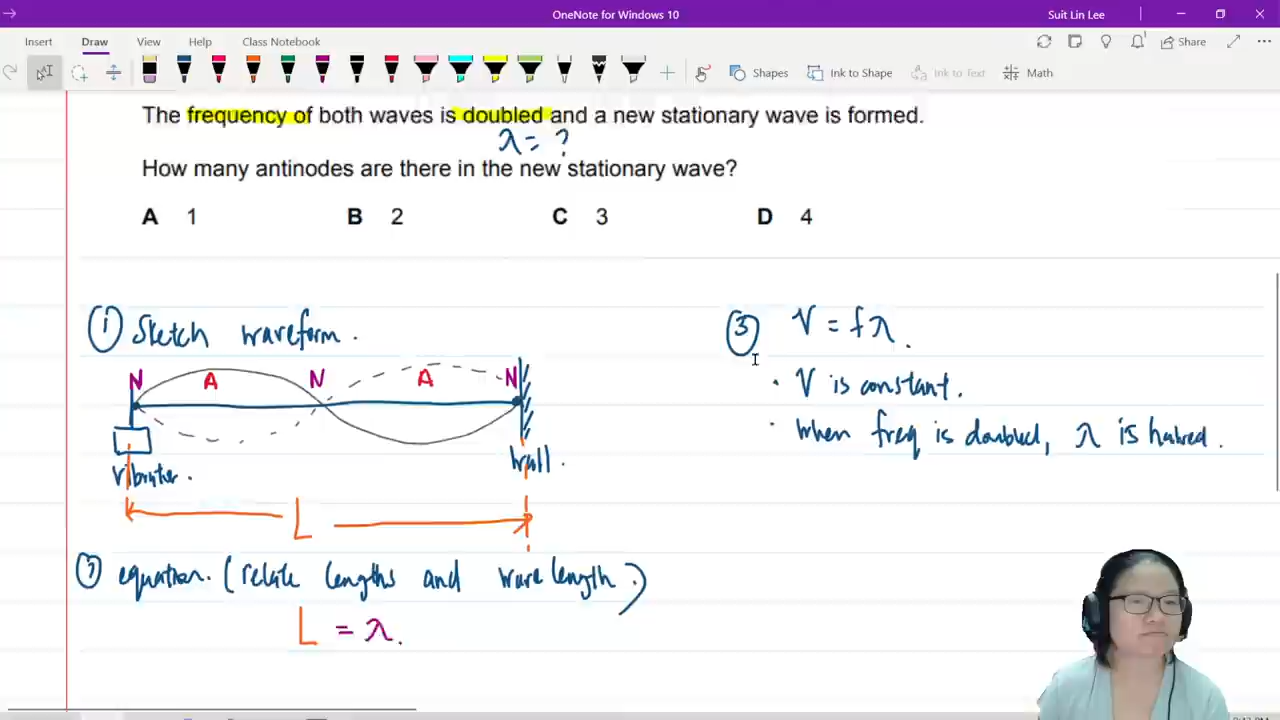 OneNote for Windows 10
Suit Lin Lee
Insert
Draw
View
Help
Class Notebook
Share
Shapes
Ink to Shape
Ink to Text
Math
The frequency of both waves is doubled and a new stationary wave is formed.
λ = ?
How many antinodes are there in the new stationary wave?
A 1 B 2 C 3 D 4
① Sketch waveform.
N A N A N
vibrator.
wall.
L
② equation. (relate lengths and wavelength.)
L = λ.
③ V = fλ.
· V is constant.
· When freq is doubled, λ is halved.